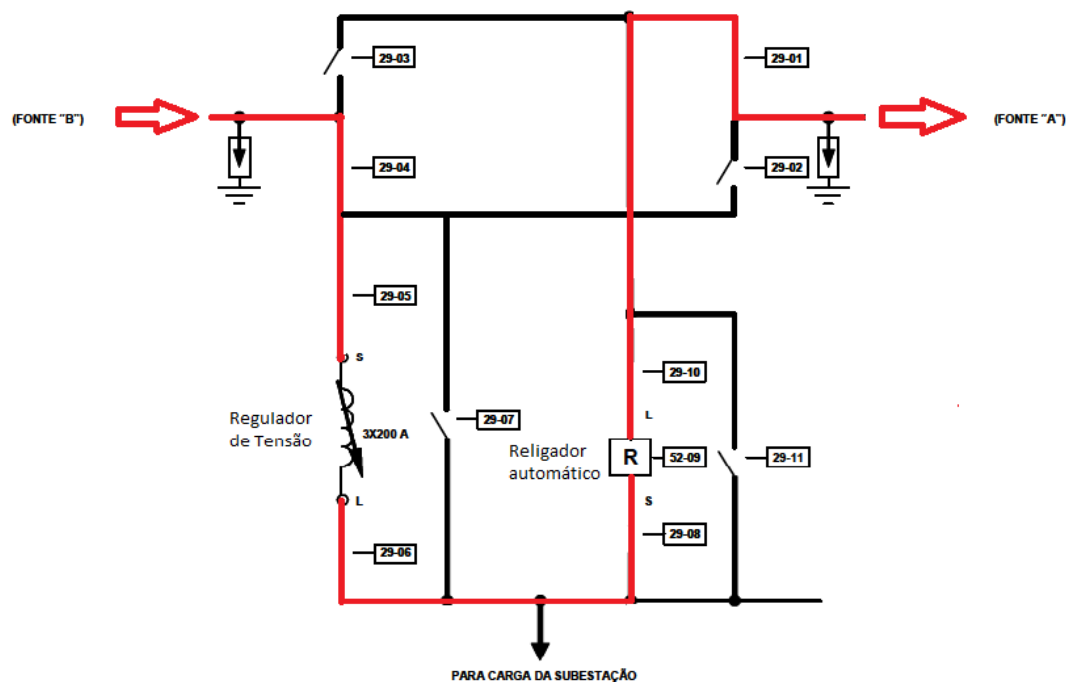 29-03
29-01
(FONTE "B")
(FONTE "A")
29-04
29-02
29-05
S
29-10
Regulador
de Tensão
3X200 A
29-07
L
Religador
automático
R
52-09
29-11
L
S
29-06
29-08
PARA CARGA DA SUBESTAÇÃO